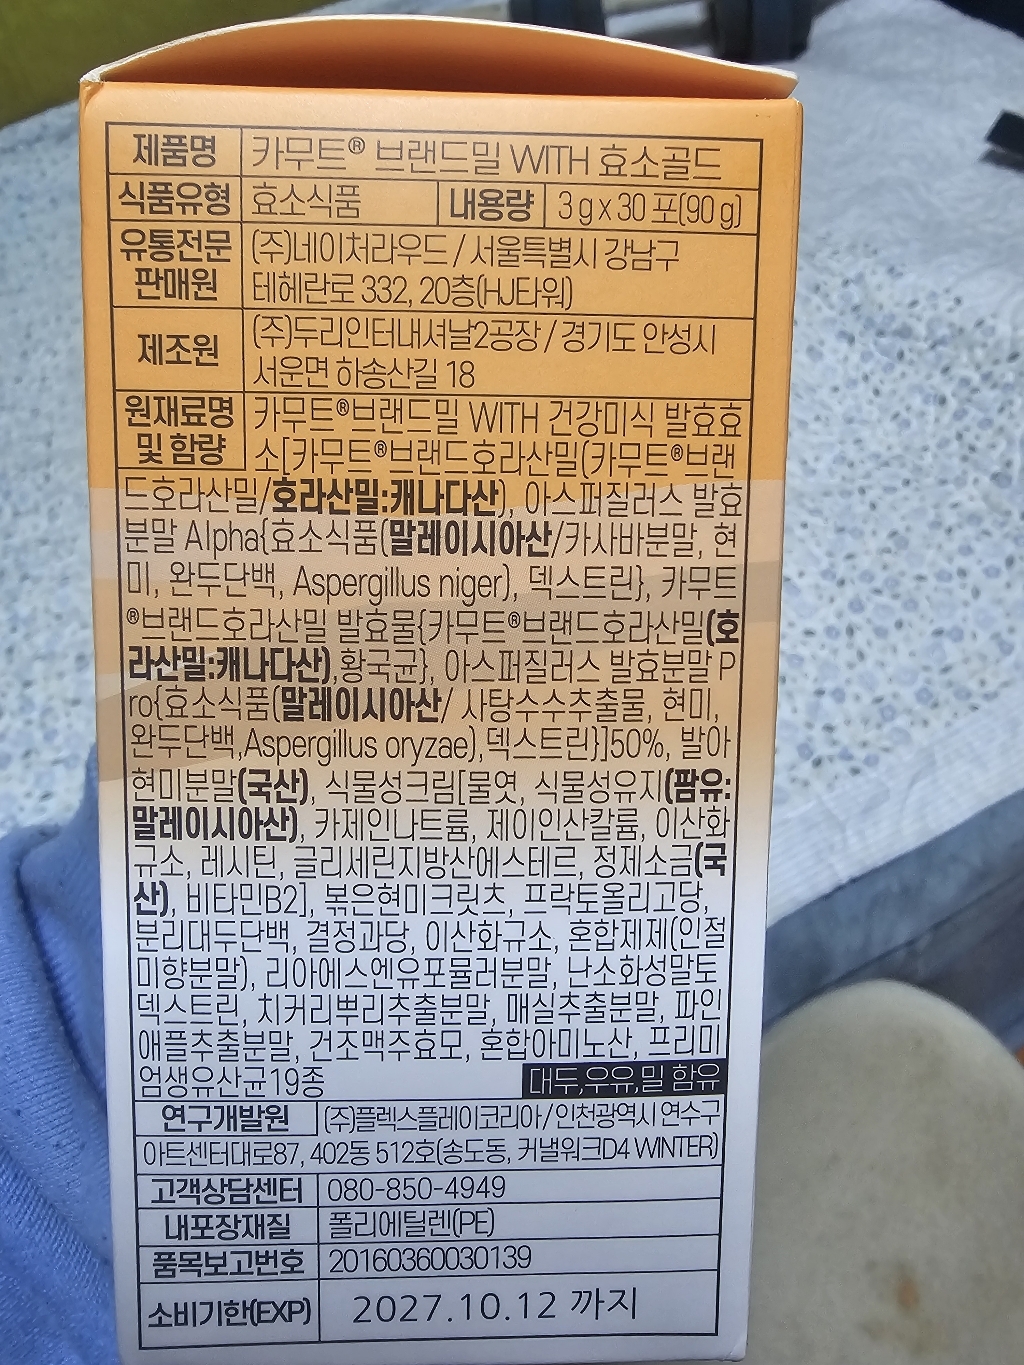 제품명 카무트® 브랜드밀 WITH 효소골드
식품유형 효소식품 내용량 3g x 30포(90g)
유통전문판매원 (주)네이처라우드 / 서울특별시 강남구
테헤란로 332, 20층(HJ타워)
제조원 (주)두리인터내셔날2공장 / 경기도 안성시
서운면 하송산길 18
원재료명 및 함량 카무트®브랜드밀 WITH 건강미식 발효효
소[카무트®브랜드호라산밀(카무트®브랜
드호라산밀/호라산밀:캐나다산), 아스퍼질러스 발효
분말 Alpha{효소식품(말레이시아산/카사바분말, 현
미, 완두단백, Aspergillus niger), 덱스트린}, 카무트
®브랜드호라산밀 발효물{카무트®브랜드호라산밀(호
라산밀:캐나다산),황국균}, 아스퍼질러스 발효분말 P
ro{효소식품(말레이시아산/ 사탕수수추출물, 현미,
완두단백,Aspergillus oryzae),덱스트린}]50%, 발아
현미분말(국산), 식물성크림[물엿, 식물성유지(팜유:
말레이시아산), 카제인나트륨, 제이인산칼륨, 이산화
규소, 레시틴, 글리세린지방산에스테르, 정제소금(국
산), 비타민B2], 볶은현미크릿츠, 프락토올리고당,
분리대두단백, 결정과당, 이산화규소, 혼합제제(인절
미향분말), 리아에스엔유포뮬러분말, 난소화성말토
덱스트린, 치커리뿌리추출분말, 매실추출분말, 파인
애플추출분말, 건조맥주효모, 혼합아미노산, 프리미
엄생유산균19종 대두,우유,밀 함유
연구개발원 (주)플렉스플레이코리아/인천광역시 연수구
아트센터대로87, 402동 512호(송도동, 커낼워크D4 WINTER)
고객상담센터 080-850-4949
내포장재질 폴리에틸렌(PE)
품목보고번호 20160360030139
소비기한(EXP) 2027.10.12 까지